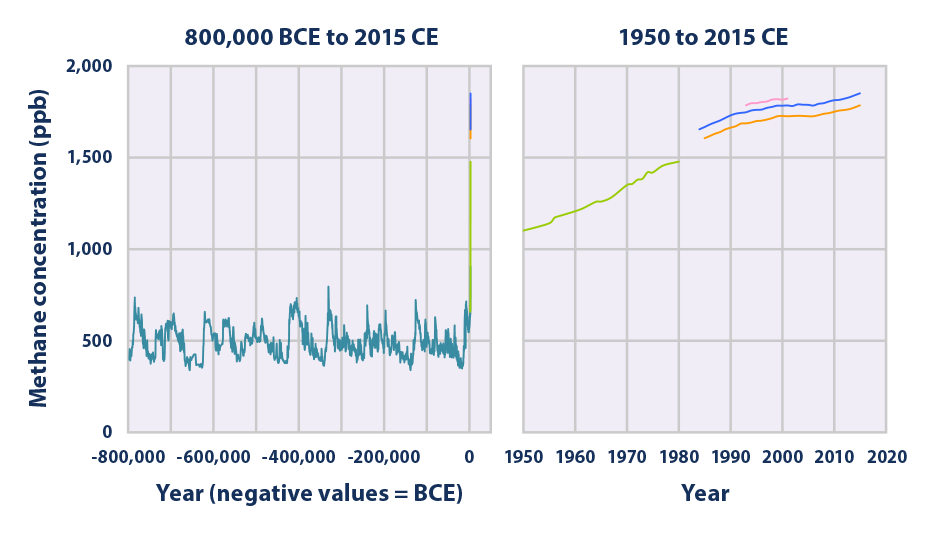 800,000 BCE to 2015 CE
1950 to 2015 CE
Methane concentration (ppb)
2,000
1,500
1,000
500
0
-800,000 -600,000 -400,000 -200,000 0
1950 1960 1970 1980 1990 2000 2010 2020
Year (negative values = BCE)
Year